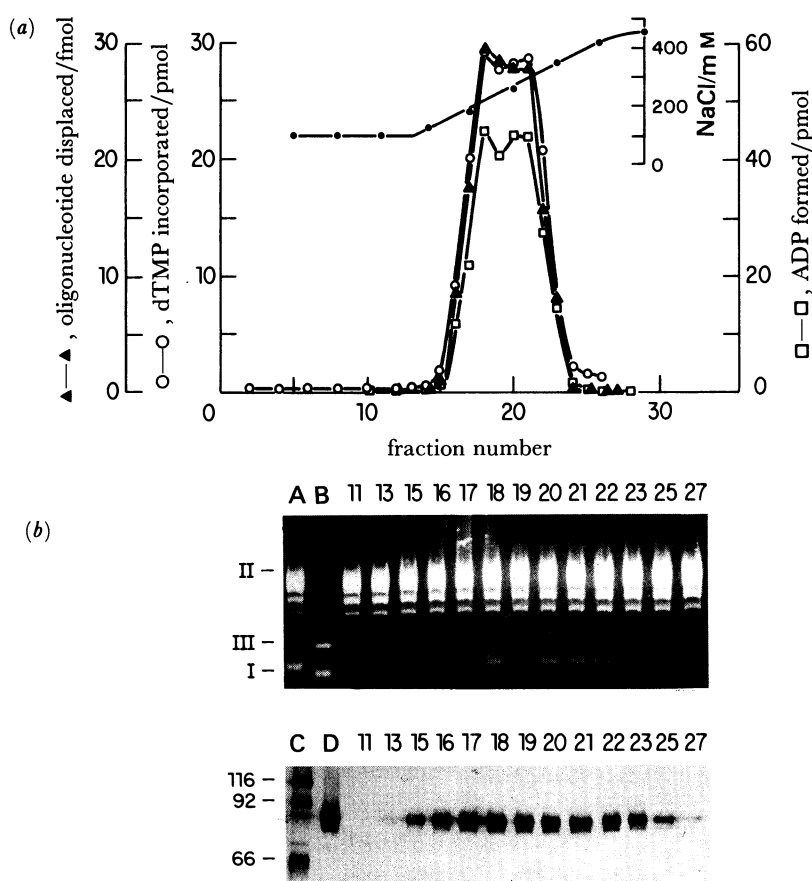 (a)
▲—▲, oligonucleotide displaced/fmol
30
20
10
0
○—○, dTMP incorporated/pmol
30
20
10
0
10
20
30
fraction number
400
200
0
NaCl/mM
60
40
20
0
□—□, ADP formed/pmol
(b)
A B 11 13 15 16 17 18 19 20 21 22 23 25 27
II –
III –
I –
C D 11 13 15 16 17 18 19 20 21 22 23 25 27
116 –
92 –
66 –